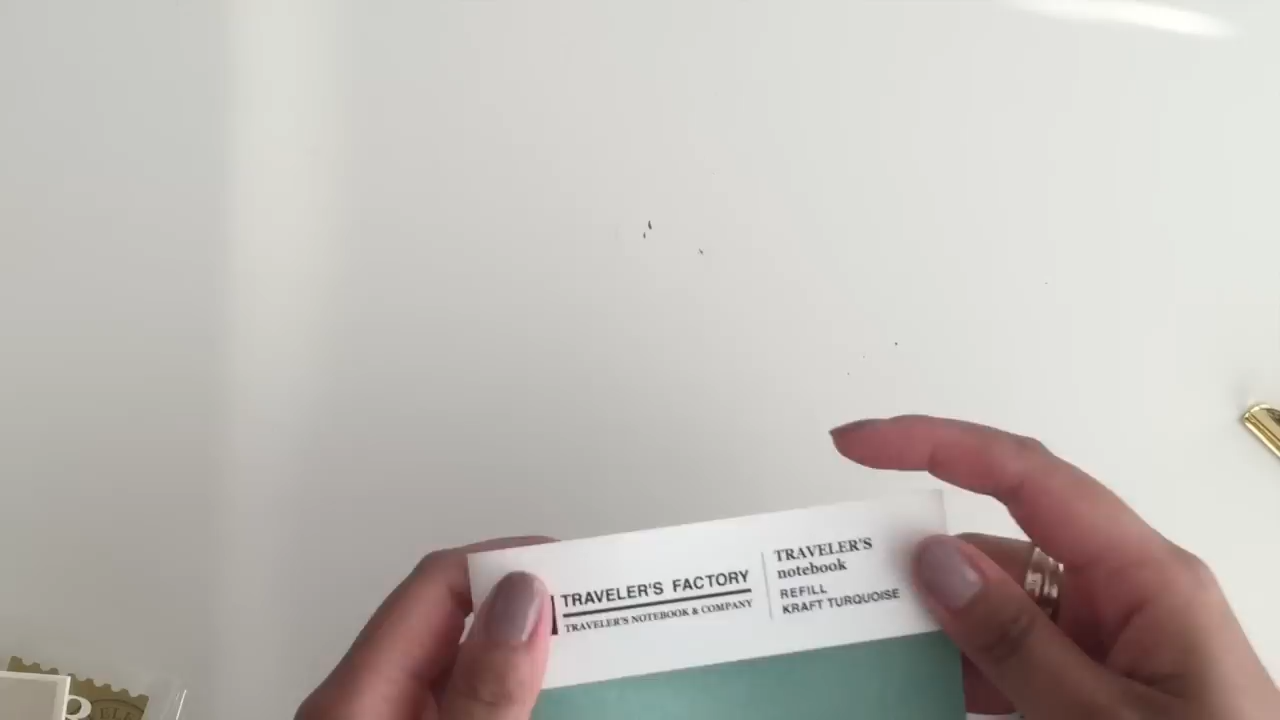 TRAVELER'S FACTORY
TRAVELER'S NOTEBOOK & COMPANY
TRAVELER'S
notebook
REFILL
KRAFT TURQUOISE